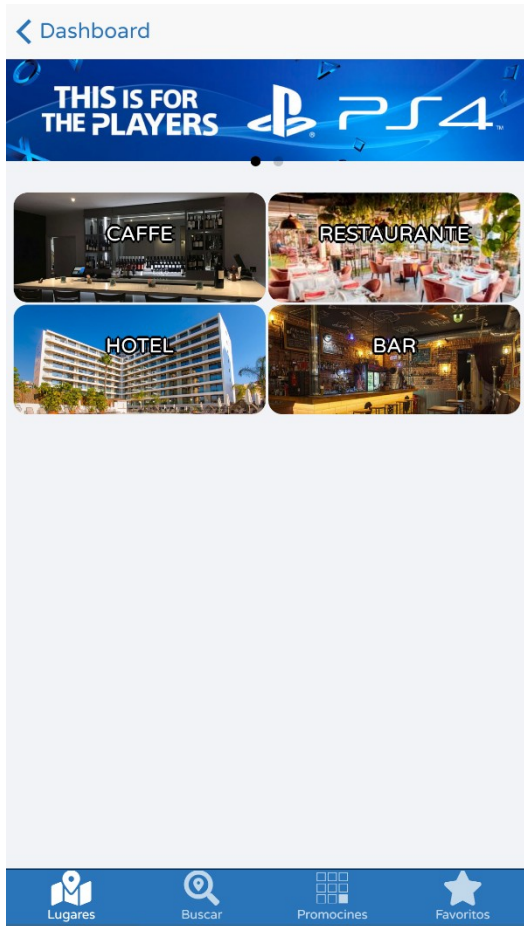 Dashboard
THIS IS FOR
THE PLAYERS
PS4
CAFFE
RESTAURANTE
HOTEL
BAR
Lugares
Buscar
Promocines
Favoritos